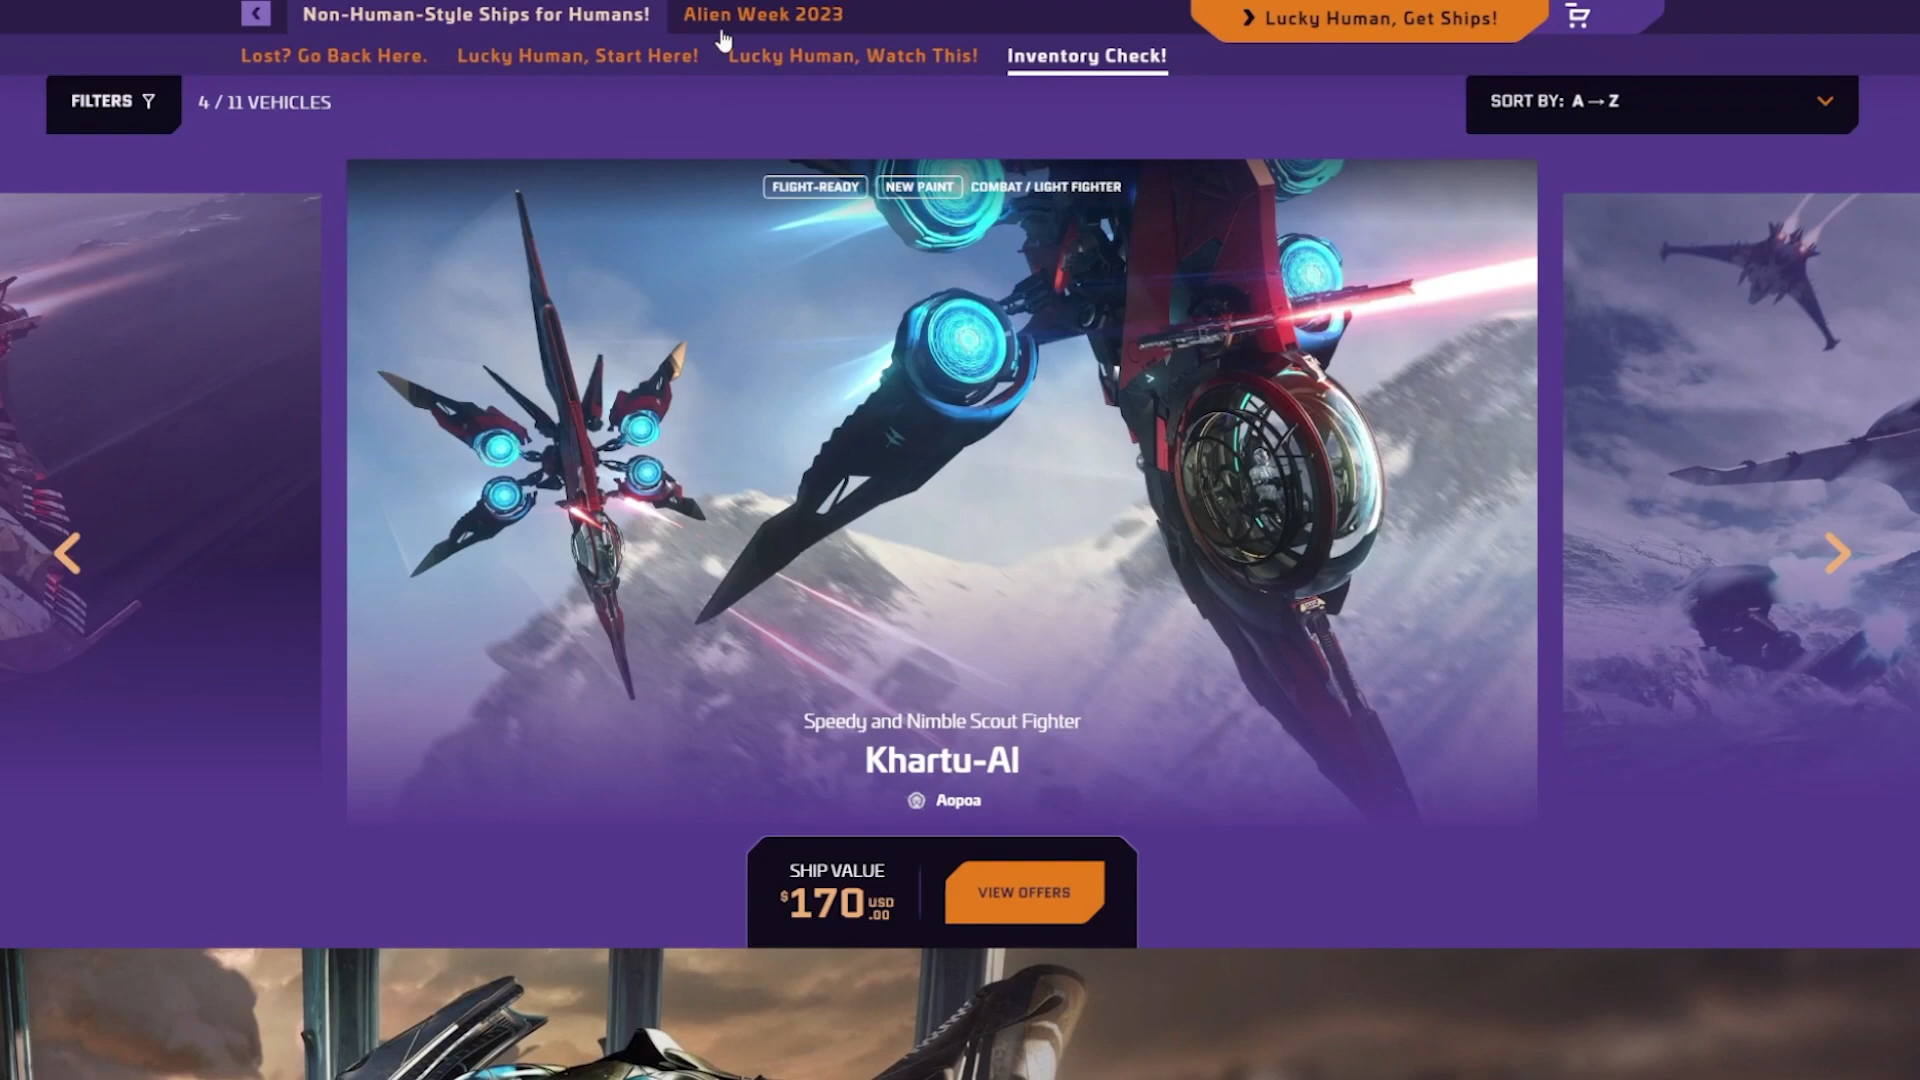 Non-Human-Style Ships for Humans!
Alien Week 2023
Lucky Human, Get Ships!
Lost? Go Back Here.
Lucky Human, Start Here!
Lucky Human, Watch This!
Inventory Check!
FILTERS
4 / 11 VEHICLES
SORT BY: A → Z
FLIGHT-READY
NEW PAINT
COMBAT / LIGHT FIGHTER
Speedy and Nimble Scout Fighter
Khartu-Al
Aopoa
SHIP VALUE
$170 USD .00
VIEW OFFERS